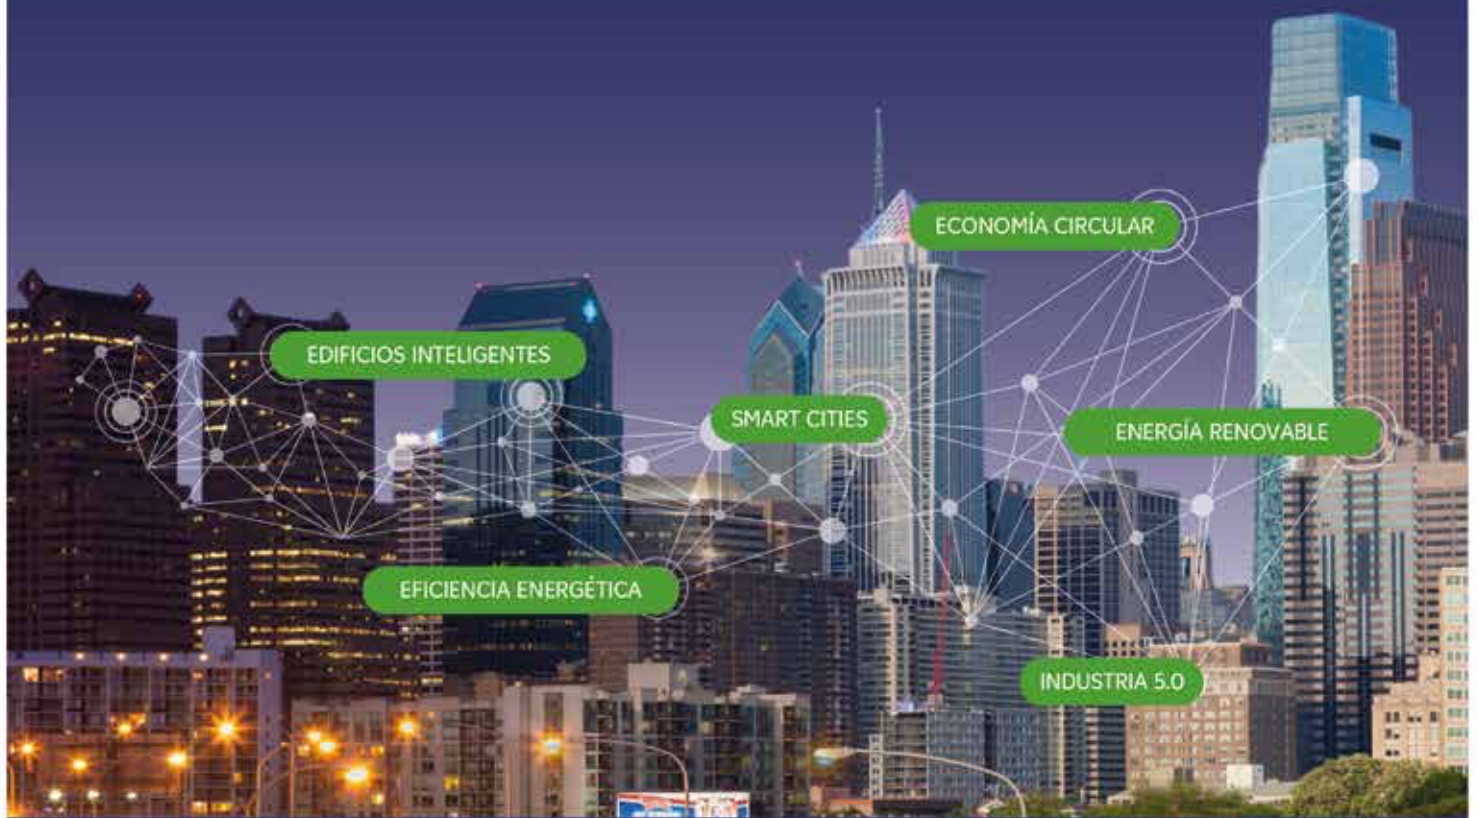 ECONOMÍA CIRCULAR
EDIFICIOS INTELIGENTES
SMART CITIES
ENERGÍA RENOVABLE
EFICIENCIA ENERGÉTICA
INDUSTRIA 5.0